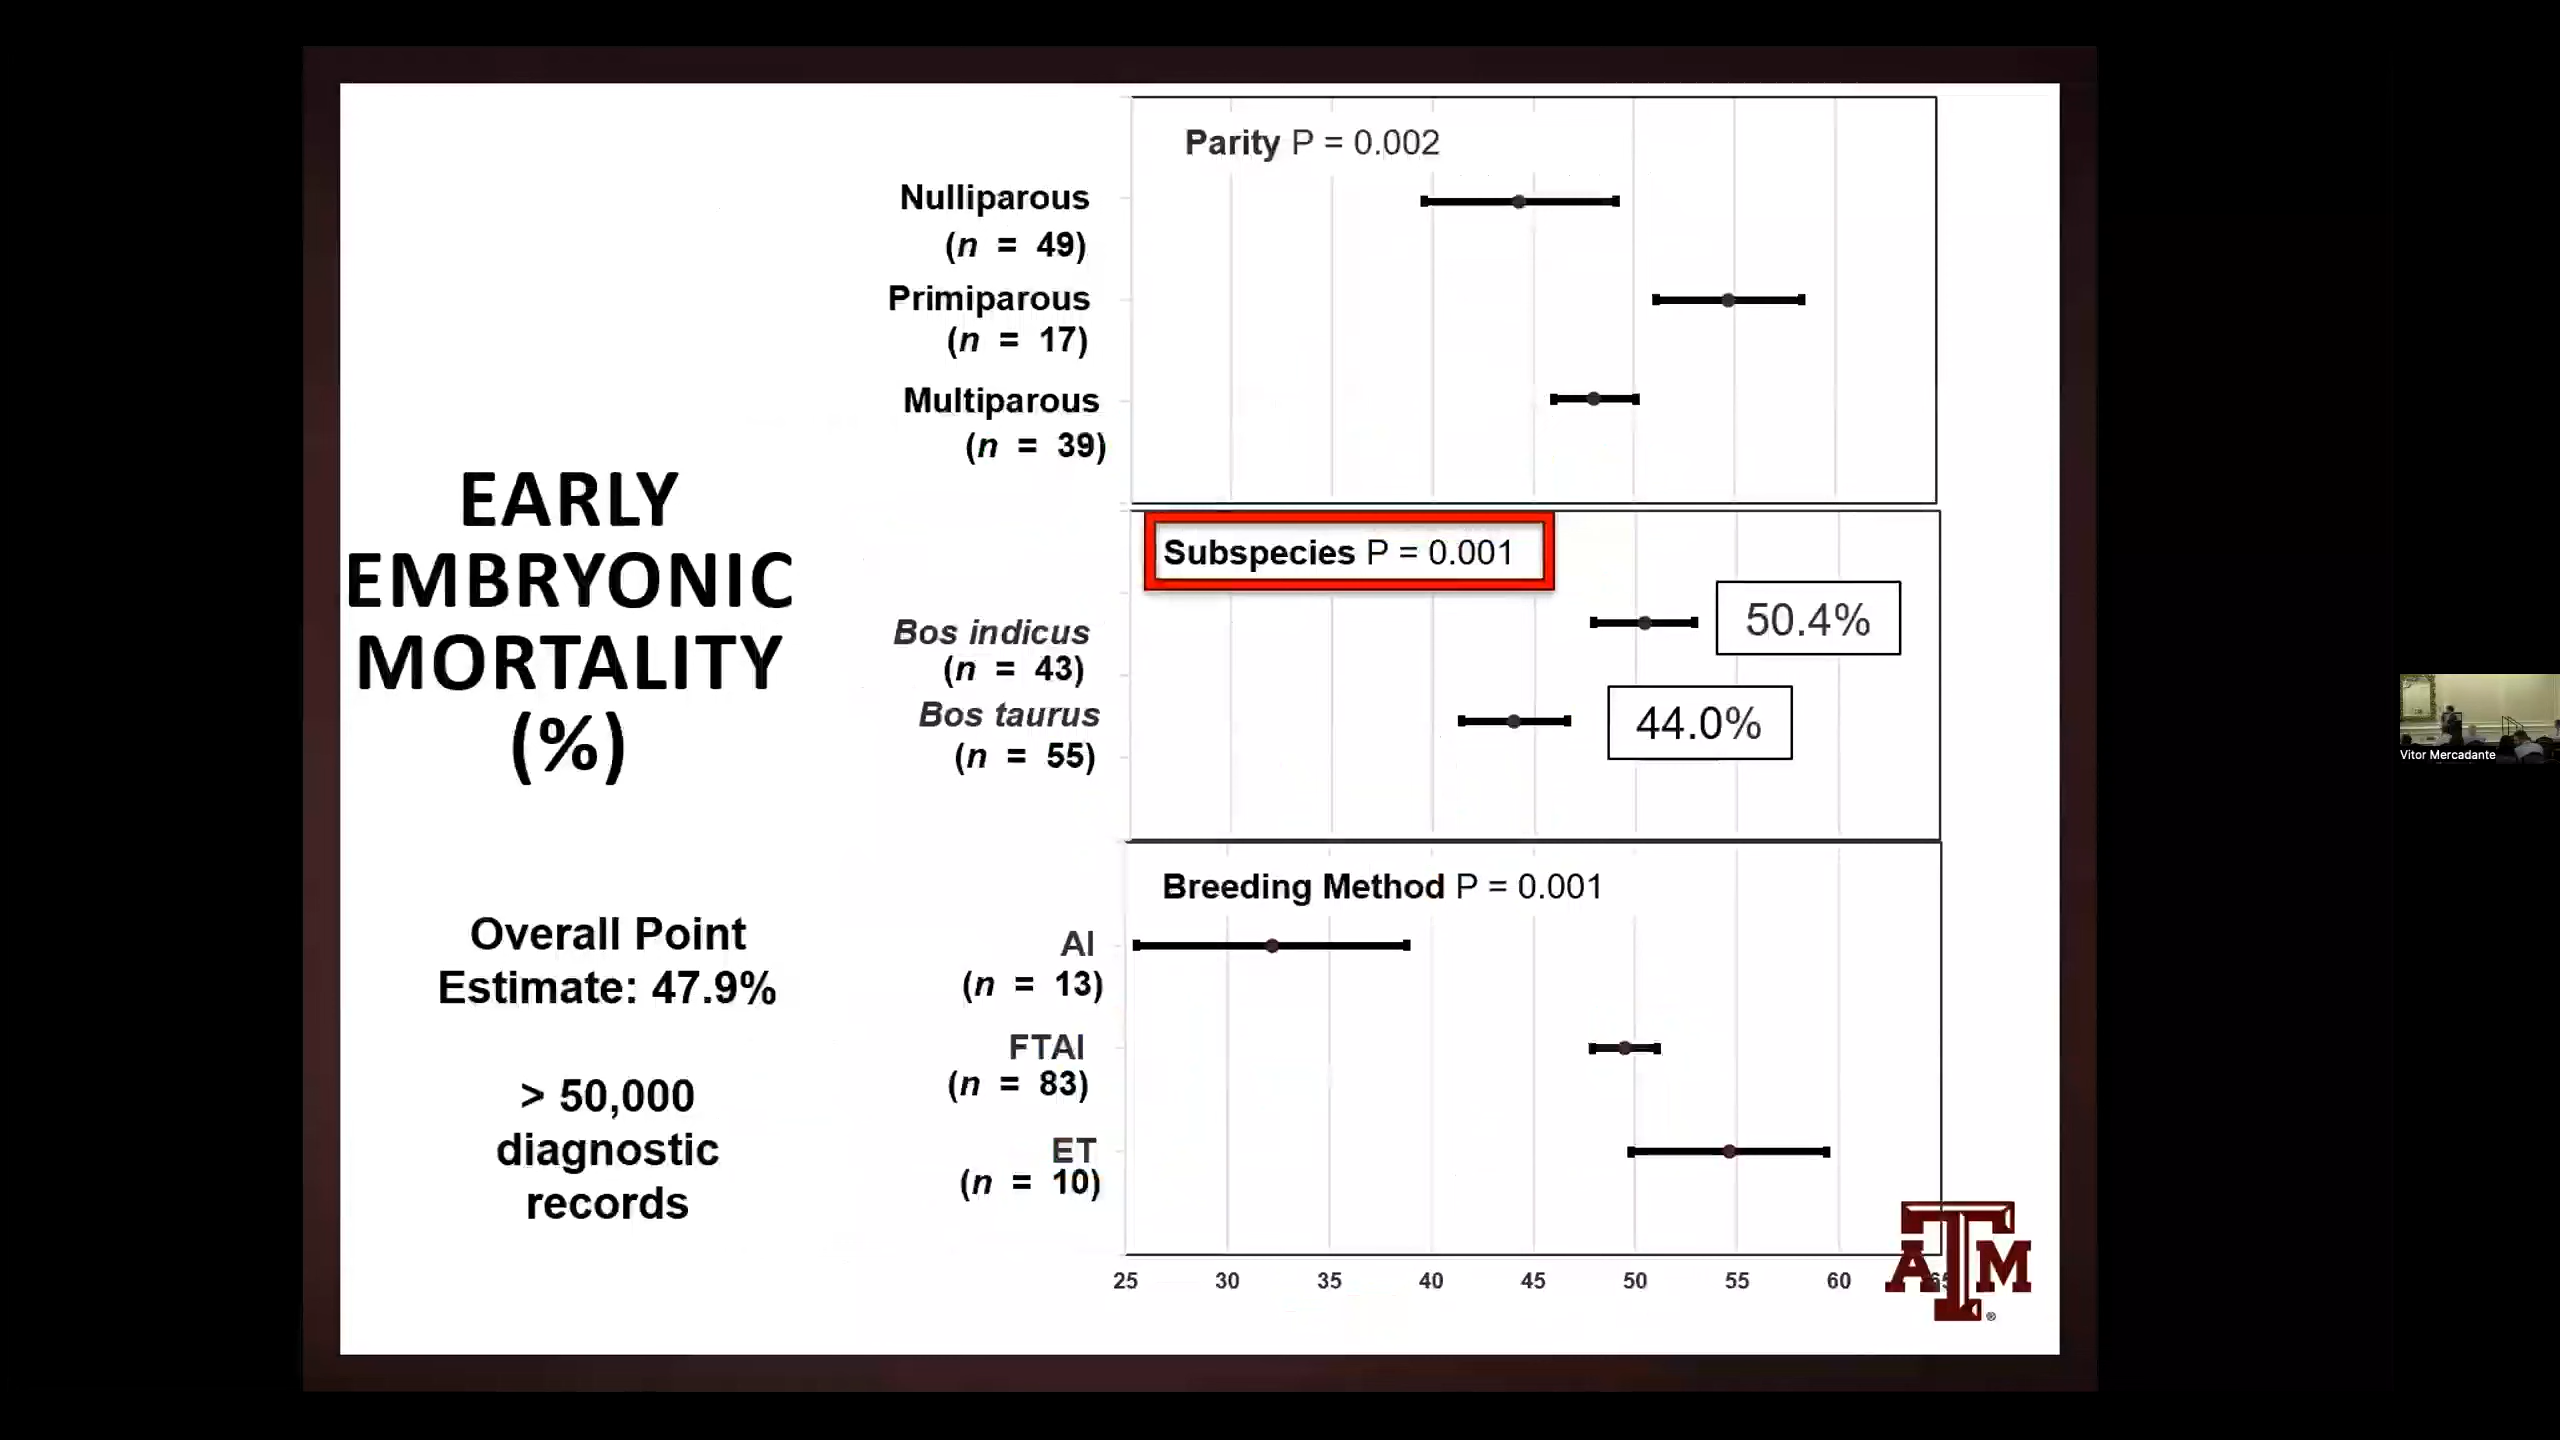 EARLY
EMBRYONIC
MORTALITY
(%)
Overall Point
Estimate: 47.9%
> 50,000
diagnostic
records
Parity P = 0.002
Nulliparous
(n = 49)
Primiparous
(n = 17)
Multiparous
(n = 39)
Subspecies P = 0.001
Bos indicus
(n = 43)
50.4%
Bos taurus
(n = 55)
44.0%
Breeding Method P = 0.001
AI
(n = 13)
FTAI
(n = 83)
ET
(n = 10)
25 30 35 40 45 50 55 60 65
ATM
®
Vitor Mercadante